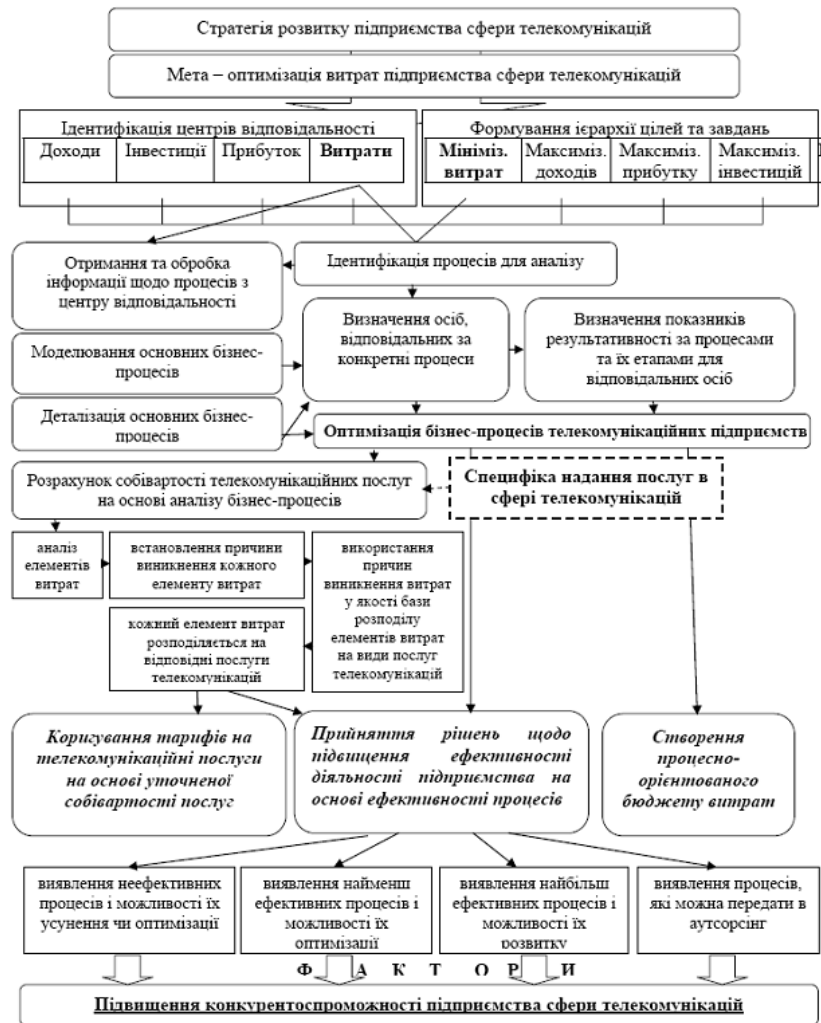 Стратегія розвитку підприємства сфери телекомунікацій
Мета – оптимізація витрат підприємства сфери телекомунікацій
Ідентифікація центрів відповідальності
Доходи
Інвестиції
Прибуток
Витрати
Формування ієрархії цілей та завдань
Мініміз.
витрат
Максиміз.
доходів
Максиміз.
прибутку
Максиміз.
інвестицій
Отримання та обробка
інформації щодо процесів з
центру відповідальності
Ідентифікація процесів для аналізу
Моделювання основних бізнес-
процесів
Визначення осіб,
відповідальних за
конкретні процеси
Визначення показників
результативності за процесами
та їх етапами для
відповідальних осіб
Деталізація основних бізнес-
процесів
Оптимізація бізнес-процесів телекомунікаційних підприємств
Розрахунок собівартості телекомунікаційних послуг
на основі аналізу бізнес-процесів
Специфіка надання послуг в
сфері телекомунікацій
аналіз
елементів
витрат
встановлення причини
виникнення кожного
елементу витрат
використання
причин
виникнення витрат
у якості бази
розподілу
елементів витрат
на види послуг
телекомунікацій
кожний елемент витрат
розподіляється на
відповідні послуги
телекомунікацій
Коригування тарифів на
телекомунікаційні послуги
на основі уточненої
собівартості послуг
Прийняття рішень щодо
підвищення ефективності
діяльності підприємства на
основі ефективності процесів
Створення
процесно-
орієнтованого
бюджету витрат
виявлення неефективних
процесів і можливості їх
усунення чи оптимізації
виявлення найменш
ефективних процесів і
можливості їх
оптимізації
виявлення найбільш
ефективних процесів і
можливості їх
розвитку
виявлення процесів,
які можна передати в
аутсорсінг
Ф А К Т О Р И
Підвищення конкурентоспроможності підприємства сфери телекомунікацій